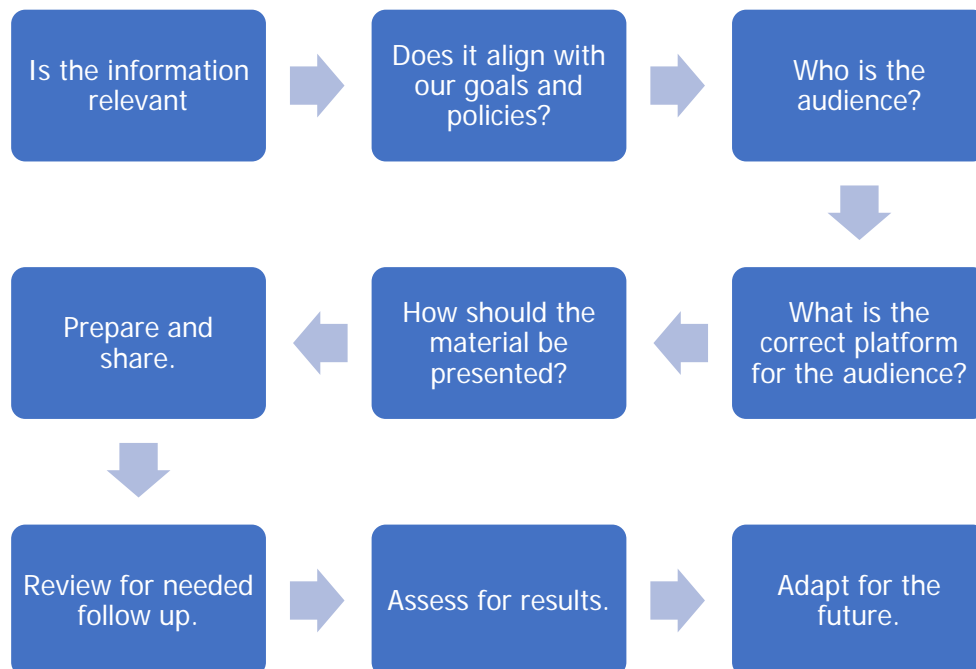 Is the information
relevant
Does it align with
our goals and
policies?
Who is the
audience?
What is the
correct platform
for the audience?
How should the
material be
presented?
Prepare and
share.
Review for needed
follow up.
Assess for results.
Adapt for the
future.